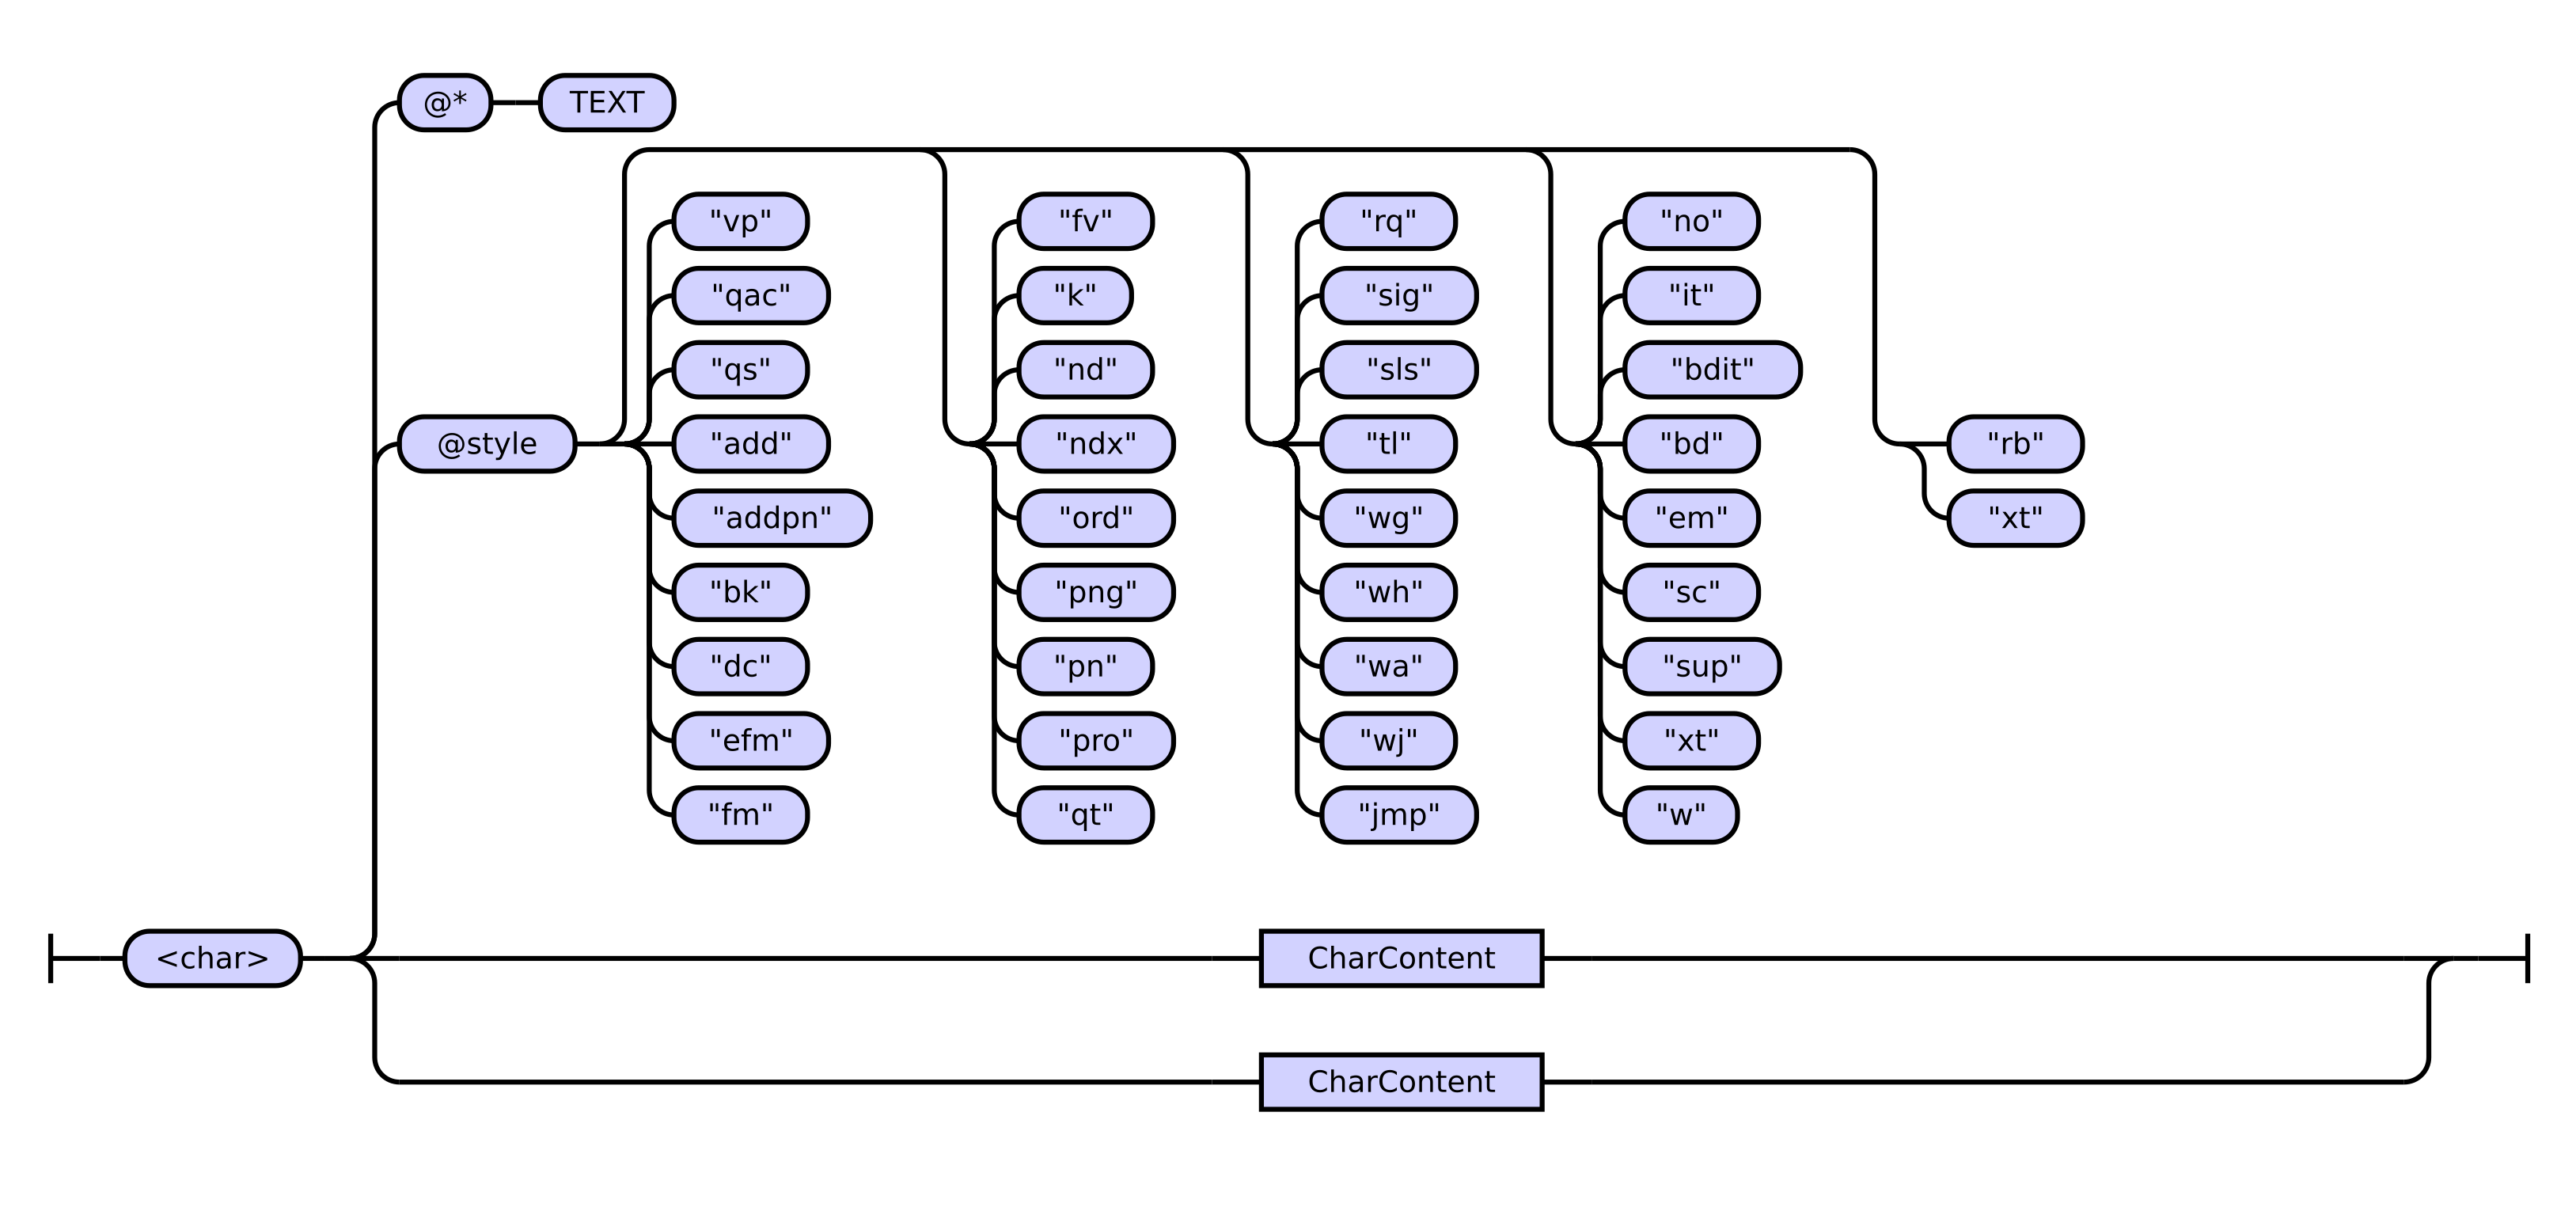 @* TEXT
"vp" "fv" "rq" "no"
"qac" "k" "sig" "it"
"qs" "nd" "sls" "bdit"
@style "add" "ndx" "tl" "bd" "rb"
"addpn" "ord" "wg" "em" "xt"
"bk" "png" "wh" "sc"
"dc" "pn" "wa" "sup"
"efm" "pro" "wj" "xt"
"fm" "qt" "jmp" "w"
<char> CharContent
CharContent